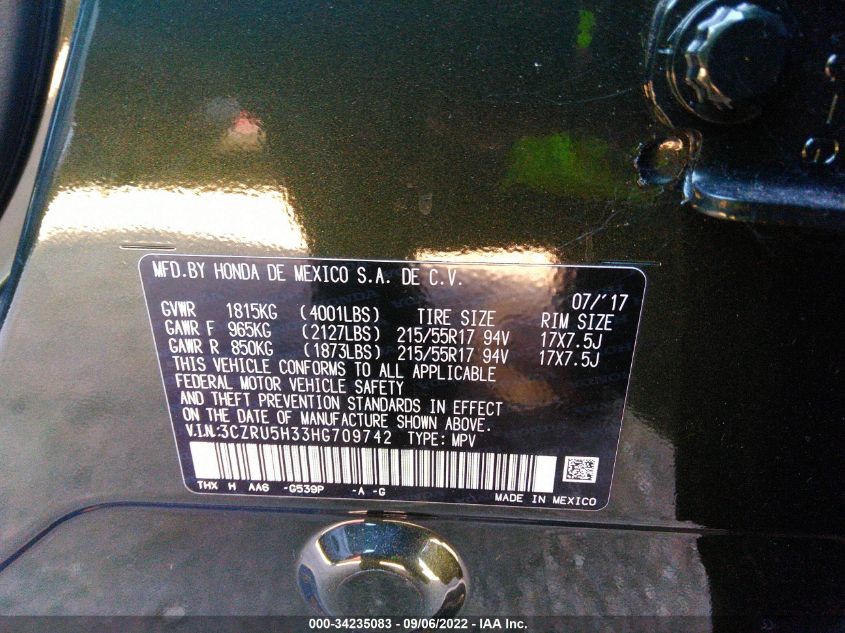 MFD.BY HONDA DE MEXICO S.A. DE C.V.
07/'17
GVWR 1815KG (4001LBS) TIRE SIZE RIM SIZE
GAWR F 965KG (2127LBS) 215/55R17 94V 17X7.5J
GAWR R 850KG (1873LBS) 215/55R17 94V 17X7.5J
THIS VEHICLE CONFORMS TO ALL APPLICABLE
FEDERAL MOTOR VEHICLE SAFETY
AND THEFT PREVENTION STANDARDS IN EFFECT
ON THE DATE OF MANUFACTURE SHOWN ABOVE.
V.I.N.:3CZRU5H33HG709742 TYPE: MPV
THX H AA6 -G539P -A -G
MADE IN MEXICO
000-34235083 - 09/06/2022 - IAA Inc.